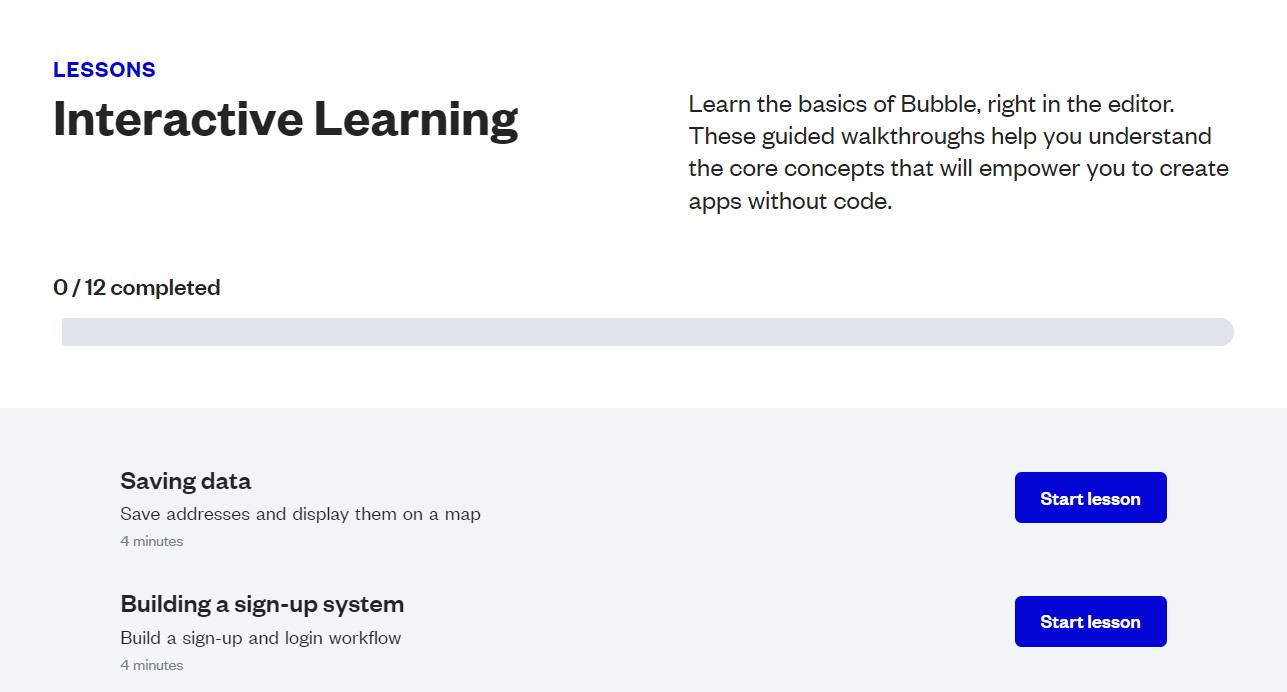 LESSONS
Interactive Learning
Learn the basics of Bubble, right in the editor.
These guided walkthroughs help you understand
the core concepts that will empower you to create
apps without code.
0 / 12 completed
Saving data
Save addresses and display them on a map
4 minutes
Start lesson
Building a sign-up system
Build a sign-up and login workflow
4 minutes
Start lesson